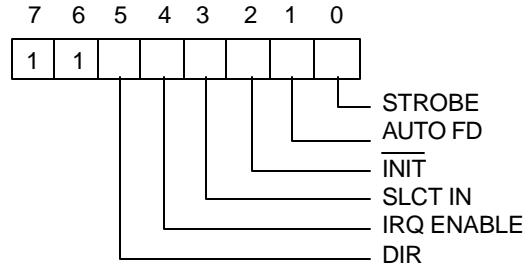 7 6 5 4 3 2 1 0
1 1
STROBE
AUTO FD
INIT
SLCT IN
IRQ ENABLE
DIR